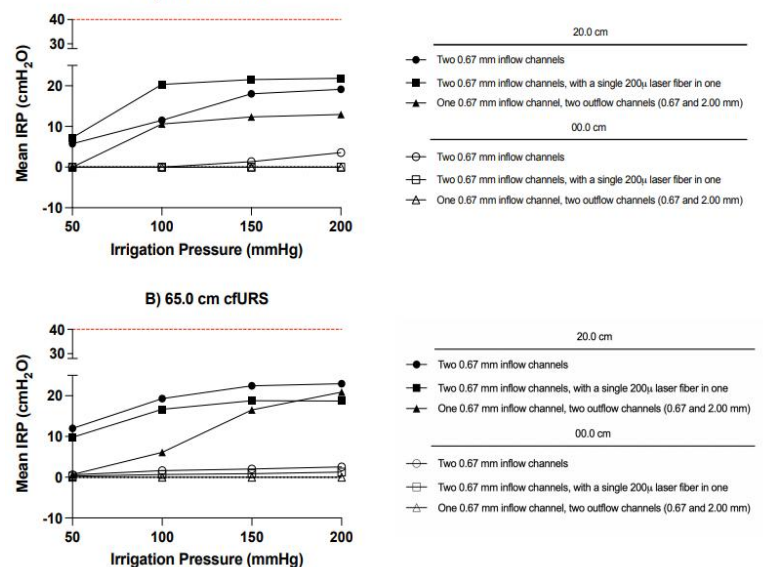 20.0 cm
Two 0.67 mm inflow channels
Two 0.67 mm inflow channels, with a single 200µ laser fiber in one
One 0.67 mm inflow channel, two outflow channels (0.67 and 2.00 mm)
00.0 cm
Two 0.67 mm inflow channels
Two 0.67 mm inflow channels, with a single 200µ laser fiber in one
One 0.67 mm inflow channel, two outflow channels (0.67 and 2.00 mm)
Mean IRP (cmH2O)
40
30
20
10
0
-10
50 100 150 200
Irrigation Pressure (mmHg)
B) 65.0 cm cfURS
20.0 cm
Two 0.67 mm inflow channels
Two 0.67 mm inflow channels, with a single 200µ laser fiber in one
One 0.67 mm inflow channel, two outflow channels (0.67 and 2.00 mm)
00.0 cm
Two 0.67 mm inflow channels
Two 0.67 mm inflow channels, with a single 200µ laser fiber in one
One 0.67 mm inflow channel, two outflow channels (0.67 and 2.00 mm)
Mean IRP (cmH2O)
40
30
20
10
0
-10
50 100 150 200
Irrigation Pressure (mmHg)